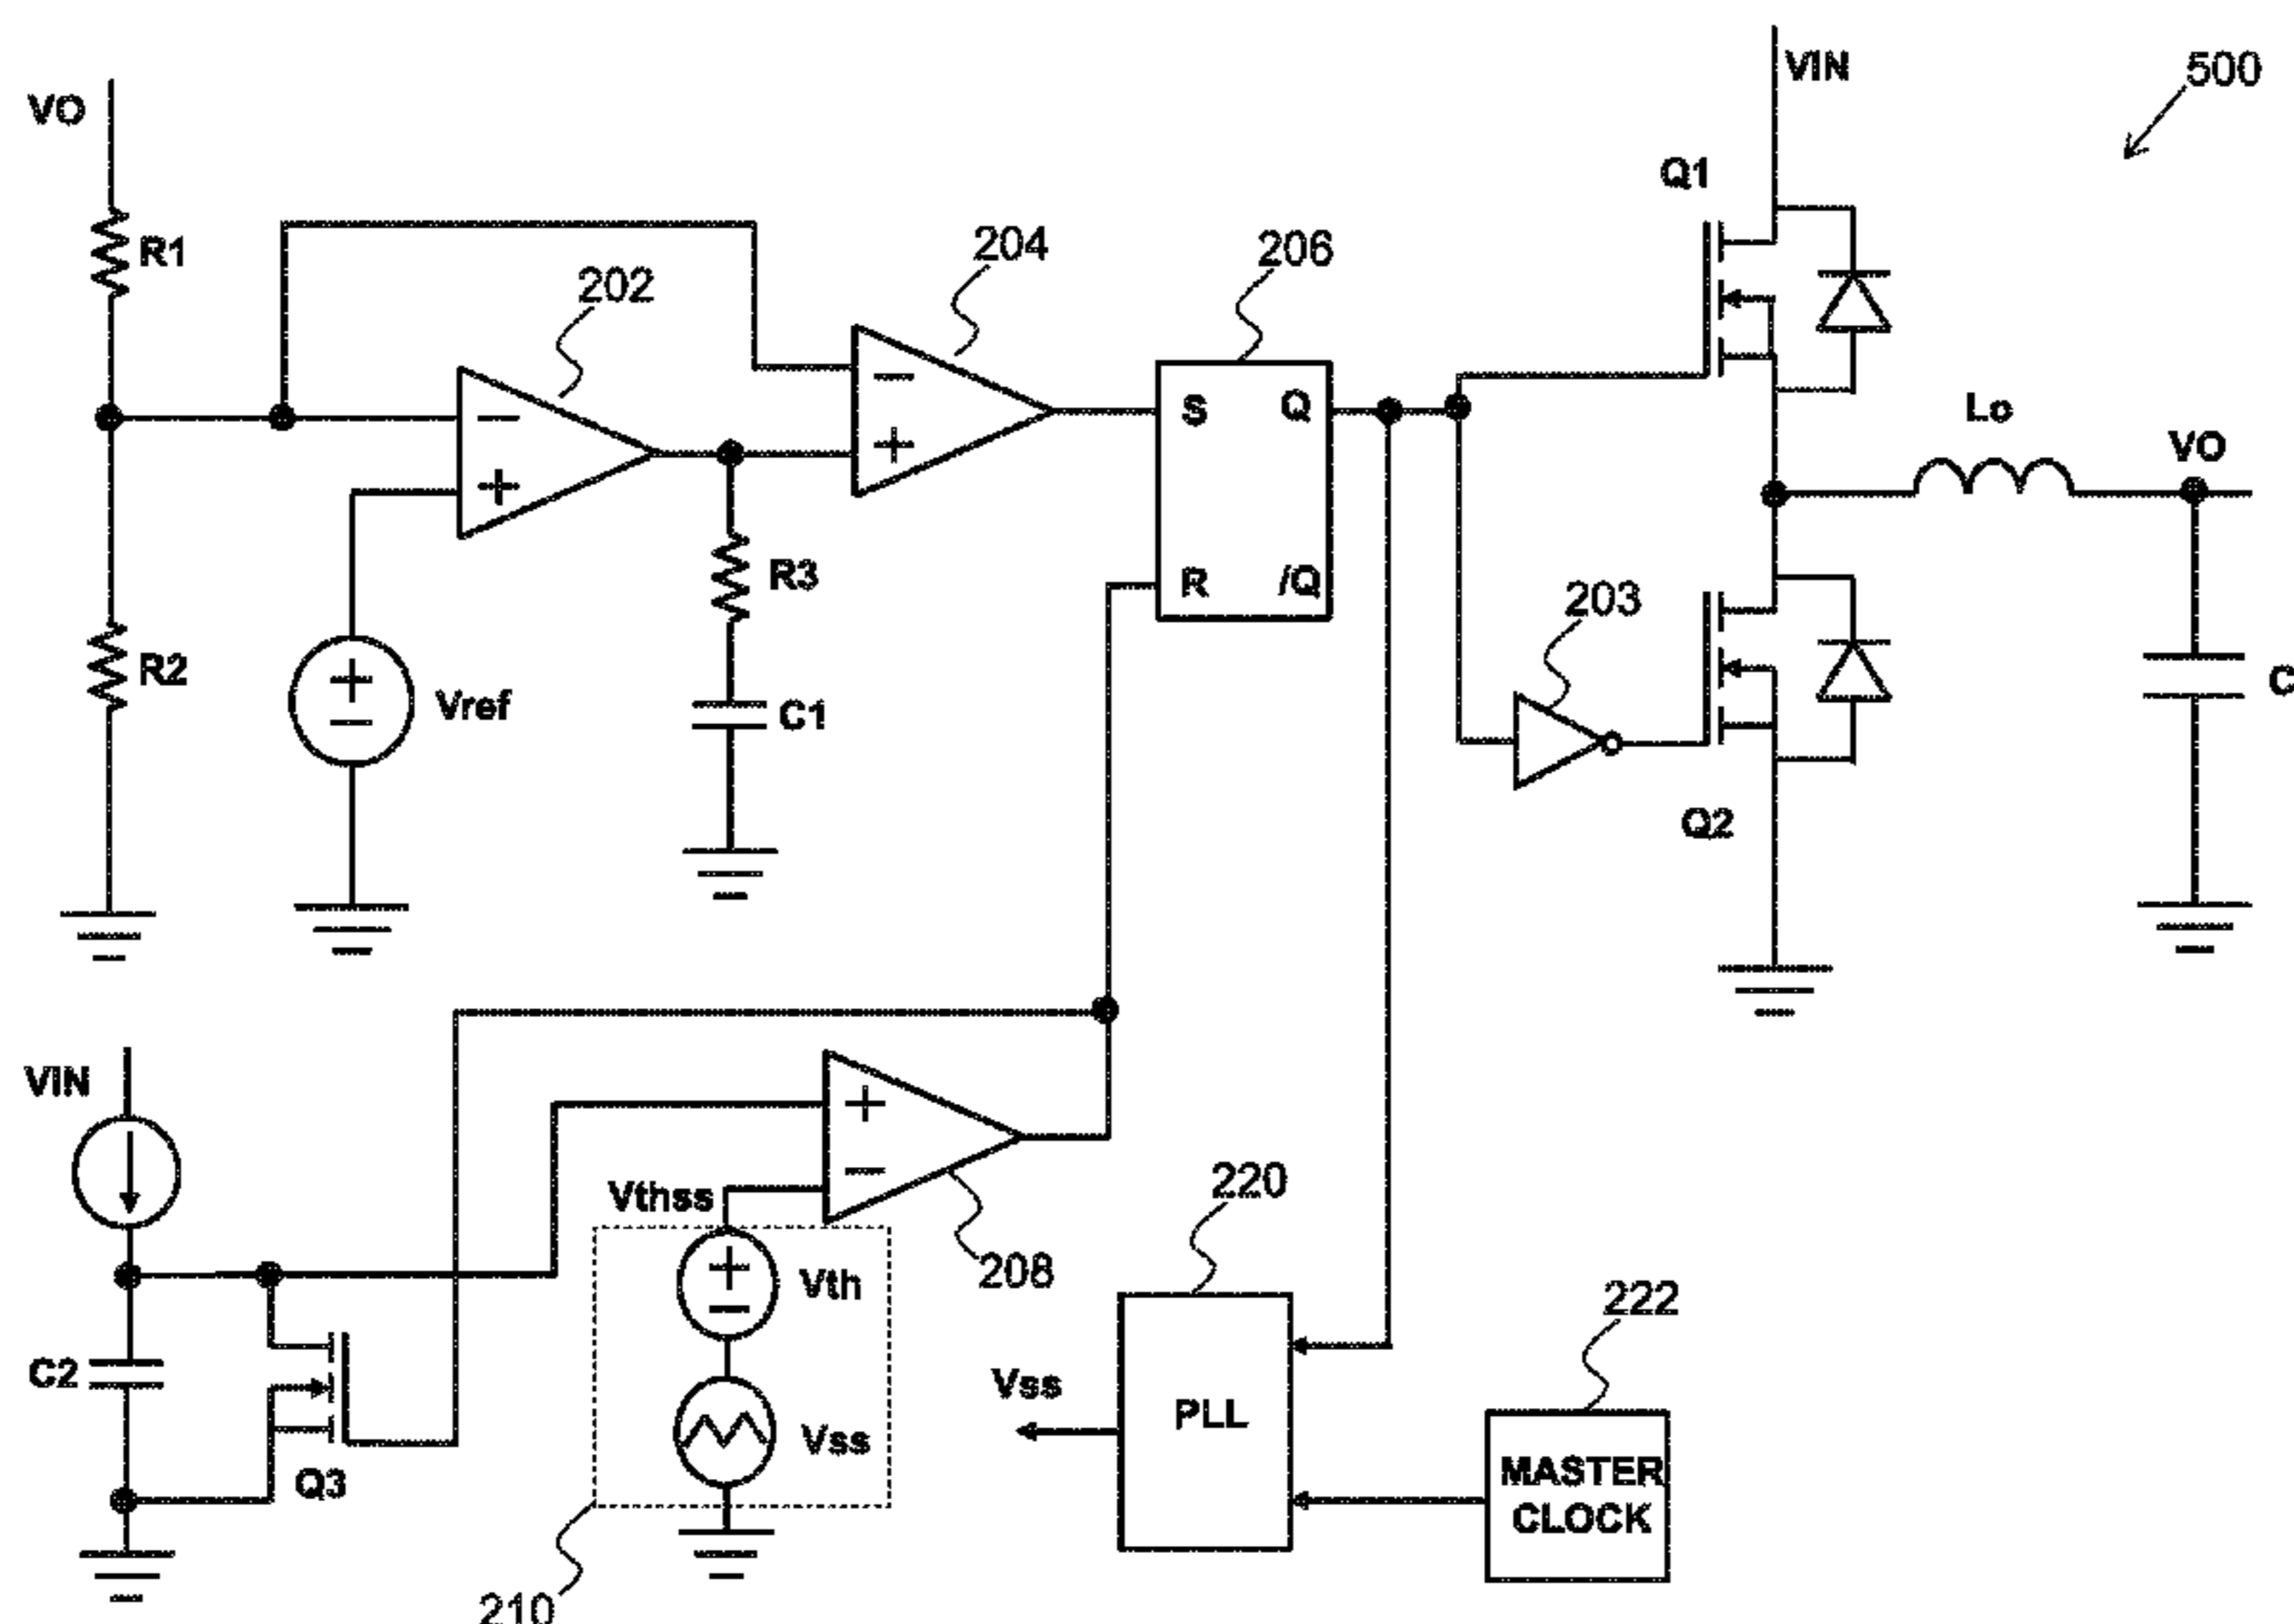 VIN
500
VO
Q1
R1
202
204
206
S
Q
Lo
VO
R3
R
/Q
203
R2
Vref
C1
C
Q2
VIN
Vthss
208
220
222
Vth
C2
Vss
PLL
Vss
MASTER
CLOCK
Q3
210